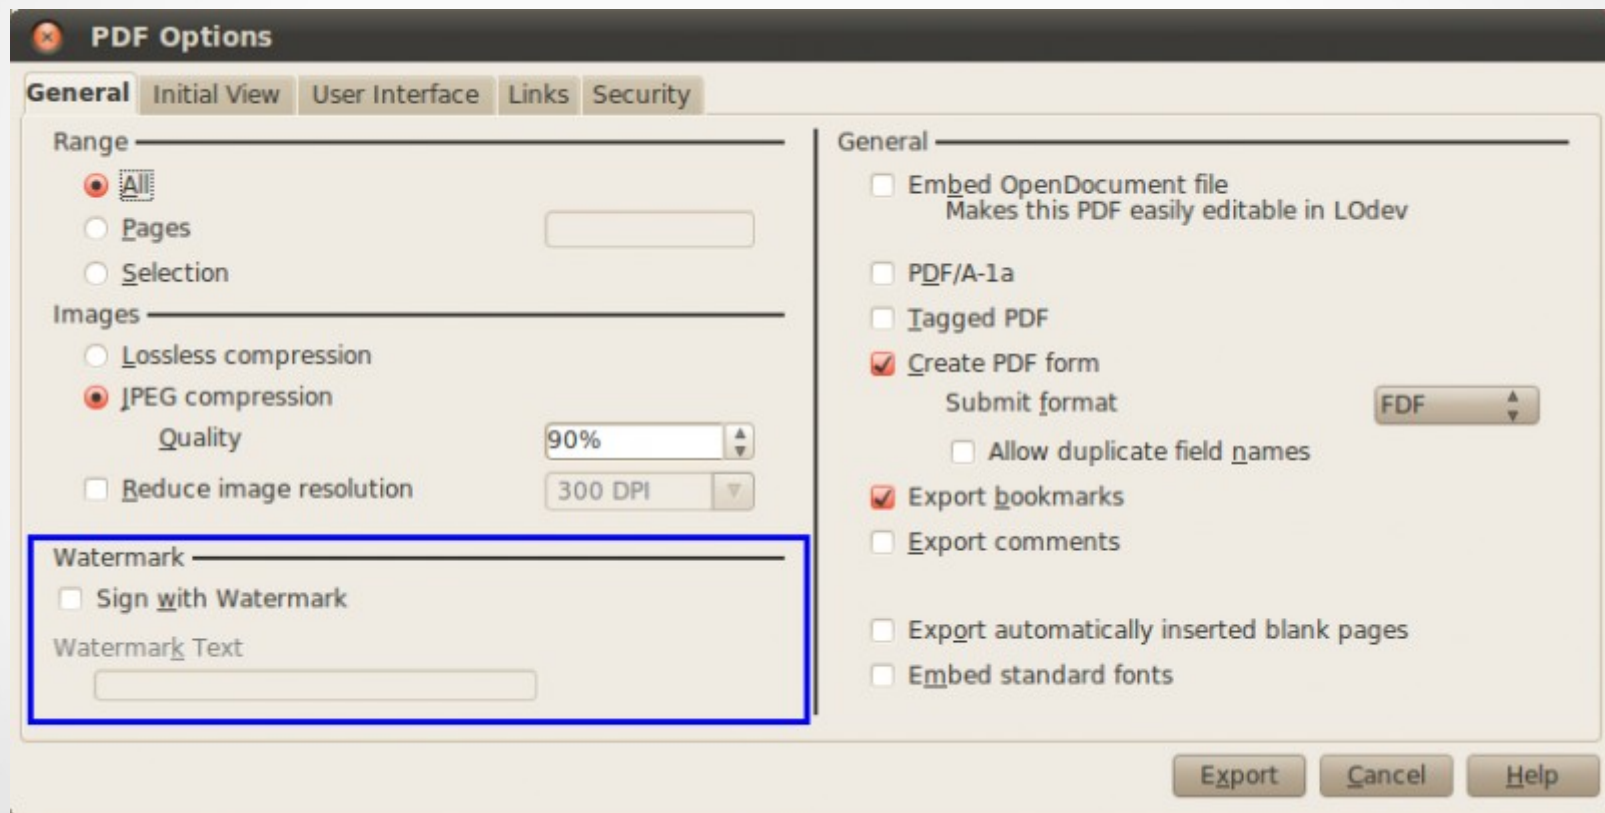 PDF Options
General Initial View User Interface Links Security
Range
All
Pages
Selection
Images
Lossless compression
JPEG compression
Quality 90%
Reduce image resolution 300 DPI
Watermark
Sign with Watermark
Watermark Text
General
Embed OpenDocument file
Makes this PDF easily editable in LOdev
PDF/A-1a
Tagged PDF
Create PDF form
Submit format FDF
Allow duplicate field names
Export bookmarks
Export comments
Export automatically inserted blank pages
Embed standard fonts
Export Cancel Help